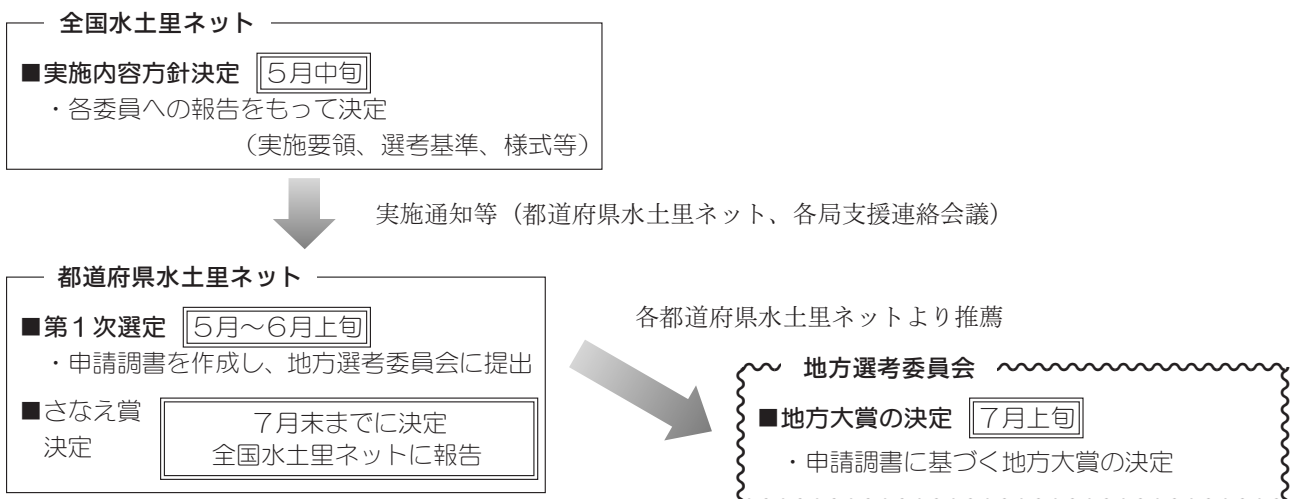 全国水土里ネット
■実施内容方針決定 5月中旬
・各委員への報告をもって決定
(実施要領、選考基準、様式等)
実施通知等(都道府県水土里ネット、各局支援連絡会議)
都道府県水土里ネット
■第1次選定 5月~6月上旬
・申請調書を作成し、地方選考委員会に提出
■さなえ賞
決定
7月末までに決定
全国水土里ネットに報告
各都道府県水土里ネットより推薦
地方選考委員会
■地方大賞の決定 7月上旬
・申請調書に基づく地方大賞の決定